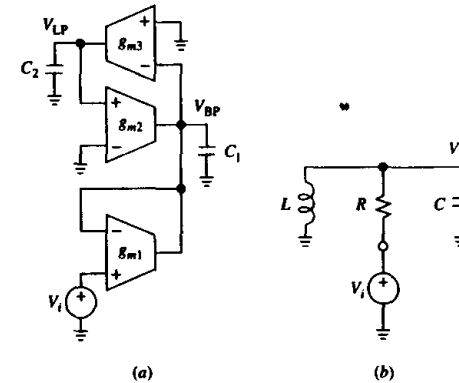 V_LP
g_m3
+
−
C_2
g_m2
+
−
V_BP
C_1
g_m1
−
+
V_i
+
(a)
V
L
R
C
V_i
+
(b)